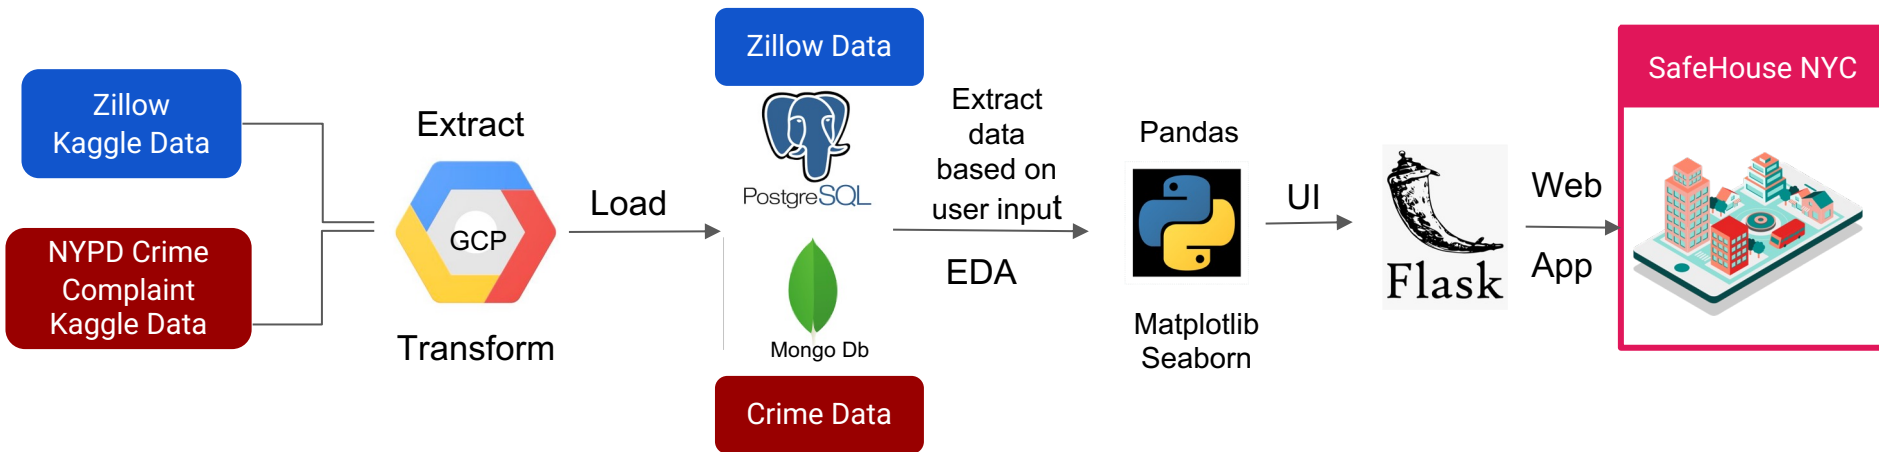 Zillow
Kaggle Data
NYPD Crime
Complaint
Kaggle Data
Extract
GCP
Transform
Load
Zillow Data
PostgreSQL
Mongo Db
Crime Data
Extract
data
based on
user input
EDA
Pandas
Matplotlib
Seaborn
UI
Flask
Web
App
SafeHouse NYC